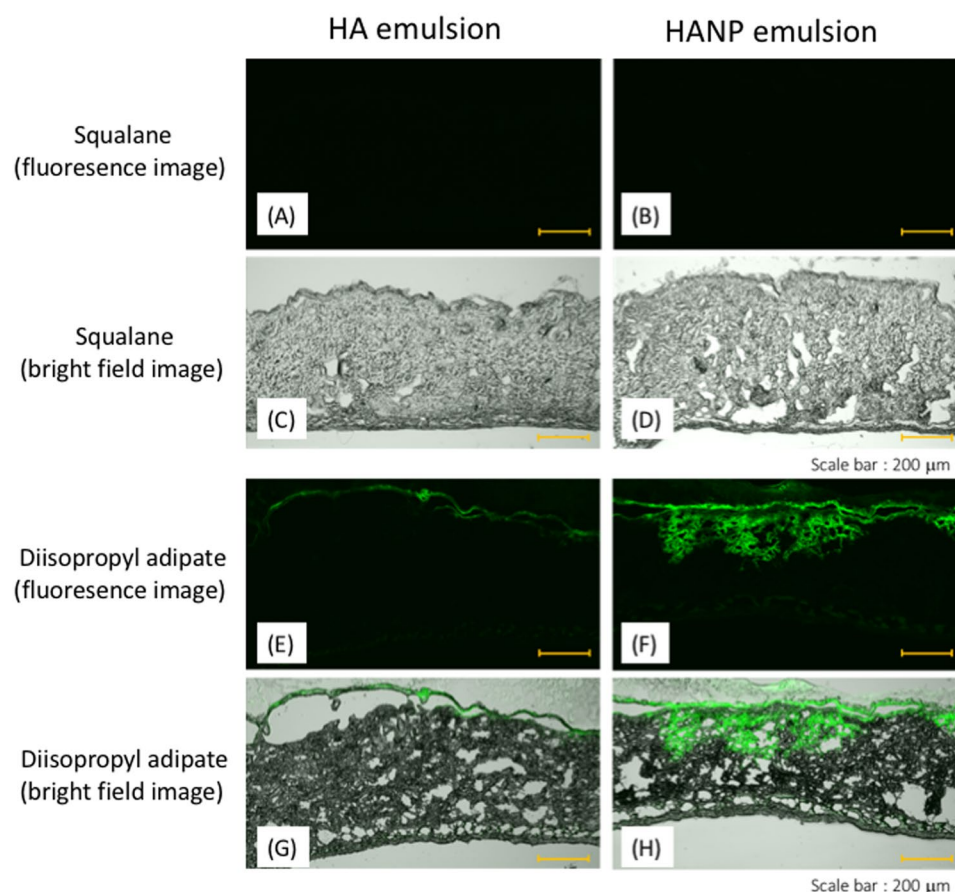 HA emulsion
HANP emulsion
Squalane
(fluoresence image)
(A)
(B)
Squalane
(bright field image)
(C)
(D)
Scale bar : 200 μm
Diisopropyl adipate
(fluoresence image)
(E)
(F)
Diisopropyl adipate
(bright field image)
(G)
(H)
Scale bar : 200 μm